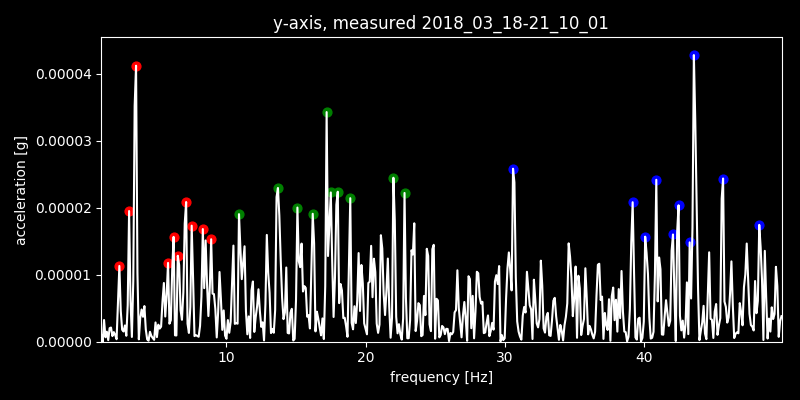 y-axis, measured 2018_03_18-21_10_01
0.00004
0.00003
0.00002
0.00001
0.00000
acceleration [g]
10 20 30 40
frequency [Hz]